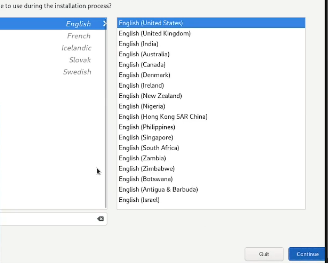 e to use during the installation process?
English
French
Icelandic
Slovak
Swedish
English (United States)
English (United Kingdom)
English (India)
English (Australia)
English (Canada)
English (Denmark)
English (Ireland)
English (New Zealand)
English (Nigeria)
English (Hong Kong SAR China)
English (Philippines)
English (Singapore)
English (South Africa)
English (Zambia)
English (Zimbabwe)
English (Botswana)
English (Antigua & Barbuda)
English (Israel)
Quit
Continue